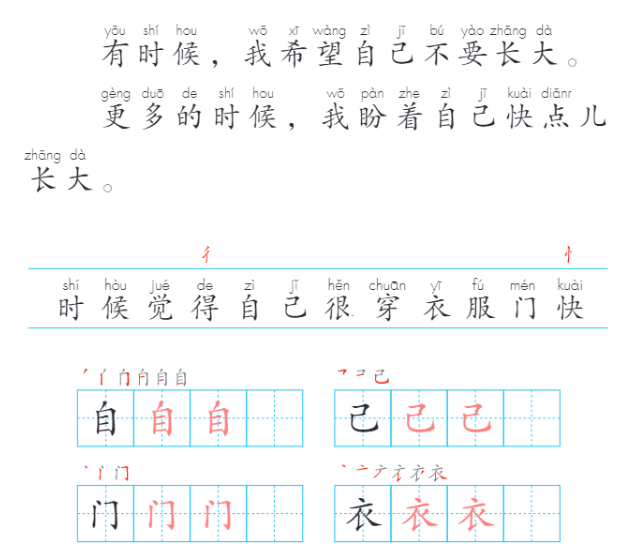 yǒu shí hou wǒ xī wàng zì jǐ bú yào zhǎng dà
有时候，我希望自己不要长大。
gèng duō de shí hou wǒ pàn zhe zì jǐ kuài diǎnr
更多的时候，我盼着自己快点儿
zhǎng dà
长大。
彳 忄
shí hòu jué de zì jǐ hěn chuān yī fú mén kuài
时候觉得自己很穿衣服门快
自 自 自 己 己 己
门 门 门 衣 衣 衣